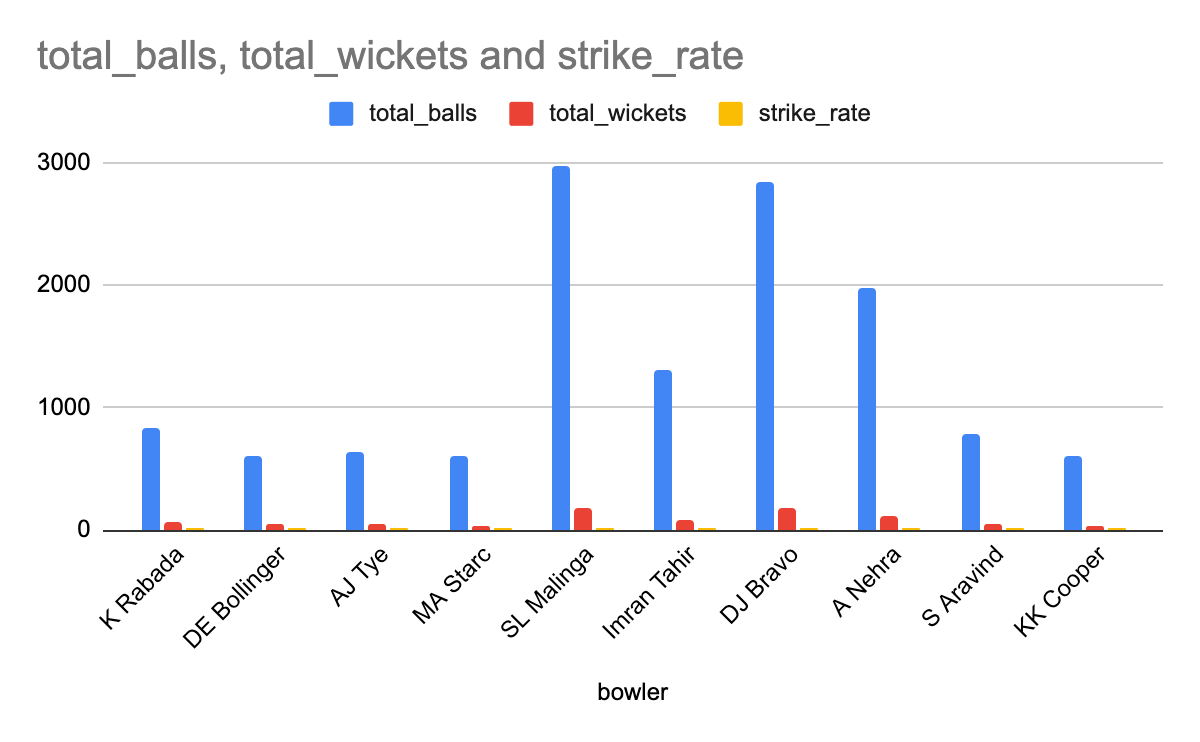 total_balls, total_wickets and strike_rate
total_balls total_wickets strike_rate
3000
2000
1000
0
K Rabada
DE Bollinger
AJ Tye
MA Starc
SL Malinga
Imran Tahir
DJ Bravo
A Nehra
S Aravind
KK Cooper
bowler